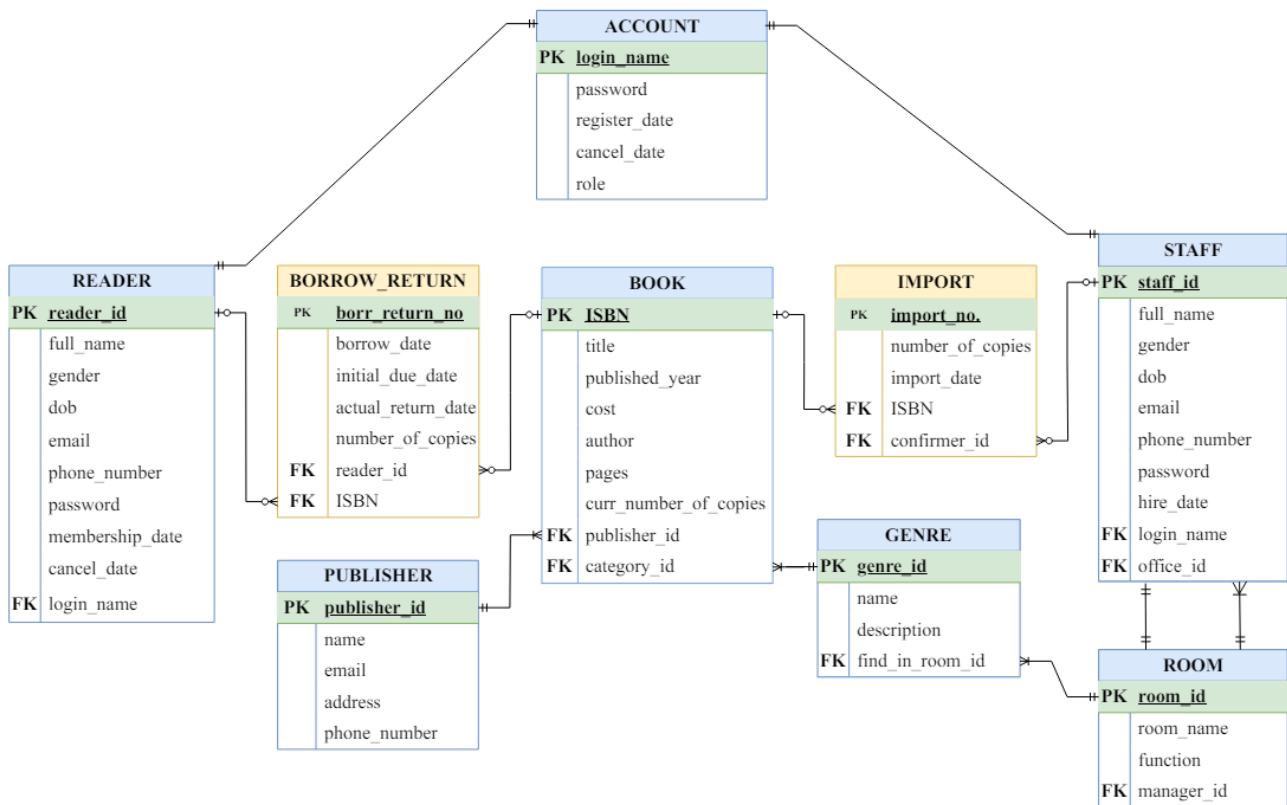 ACCOUNT
PK login_name
password
register_date
cancel_date
role
READER
PK reader_id
full_name
gender
dob
email
phone_number
password
membership_date
cancel_date
FK login_name
BORROW_RETURN
PK borr_return_no
borrow_date
initial_due_date
actual_return_date
number_of_copies
FK reader_id
FK ISBN
BOOK
PK ISBN
title
published_year
cost
author
pages
curr_number_of_copies
FK publisher_id
FK category_id
IMPORT
PK import_no.
number_of_copies
import_date
FK ISBN
FK confirmer_id
STAFF
PK staff_id
full_name
gender
dob
email
phone_number
password
hire_date
FK login_name
FK office_id
PUBLISHER
PK publisher_id
name
email
address
phone_number
GENRE
PK genre_id
name
description
FK find_in_room_id
ROOM
PK room_id
room_name
function
FK manager_id